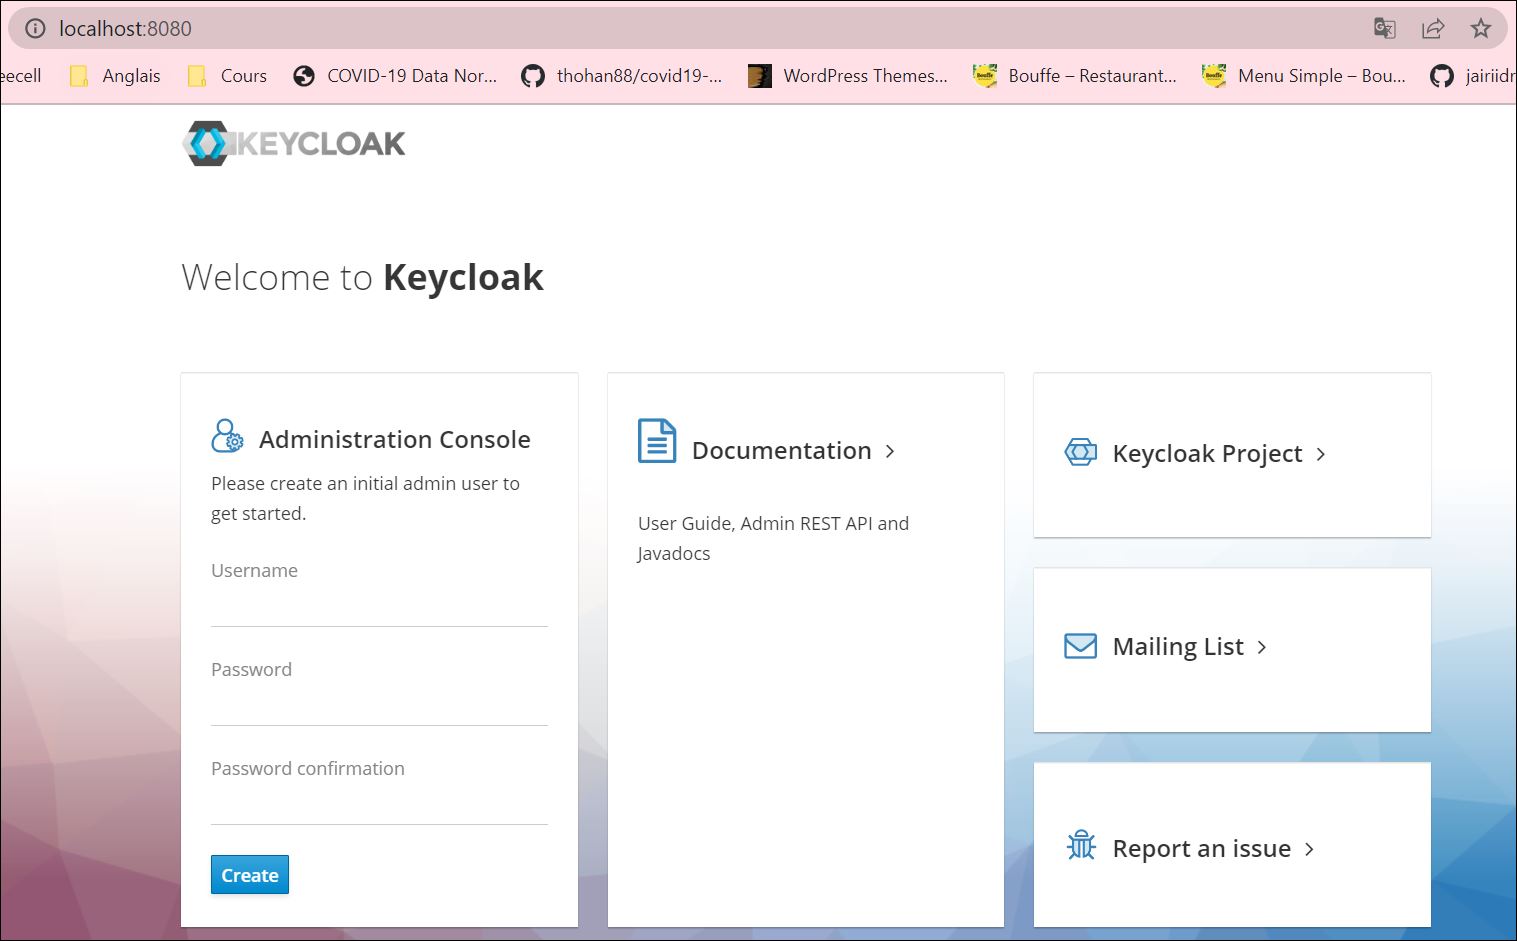 localhost:8080
eecell Anglais Cours COVID-19 Data Nor... thohan88/covid19-... WordPress Themes... Bouffe – Restaurant... Menu Simple – Bou... jairiidr
KEYCLOAK
Welcome to Keycloak
Administration Console
Please create an initial admin user to
get started.
Username
Password
Password confirmation
Create
Documentation >
User Guide, Admin REST API and
Javadocs
Keycloak Project >
Mailing List >
Report an issue >